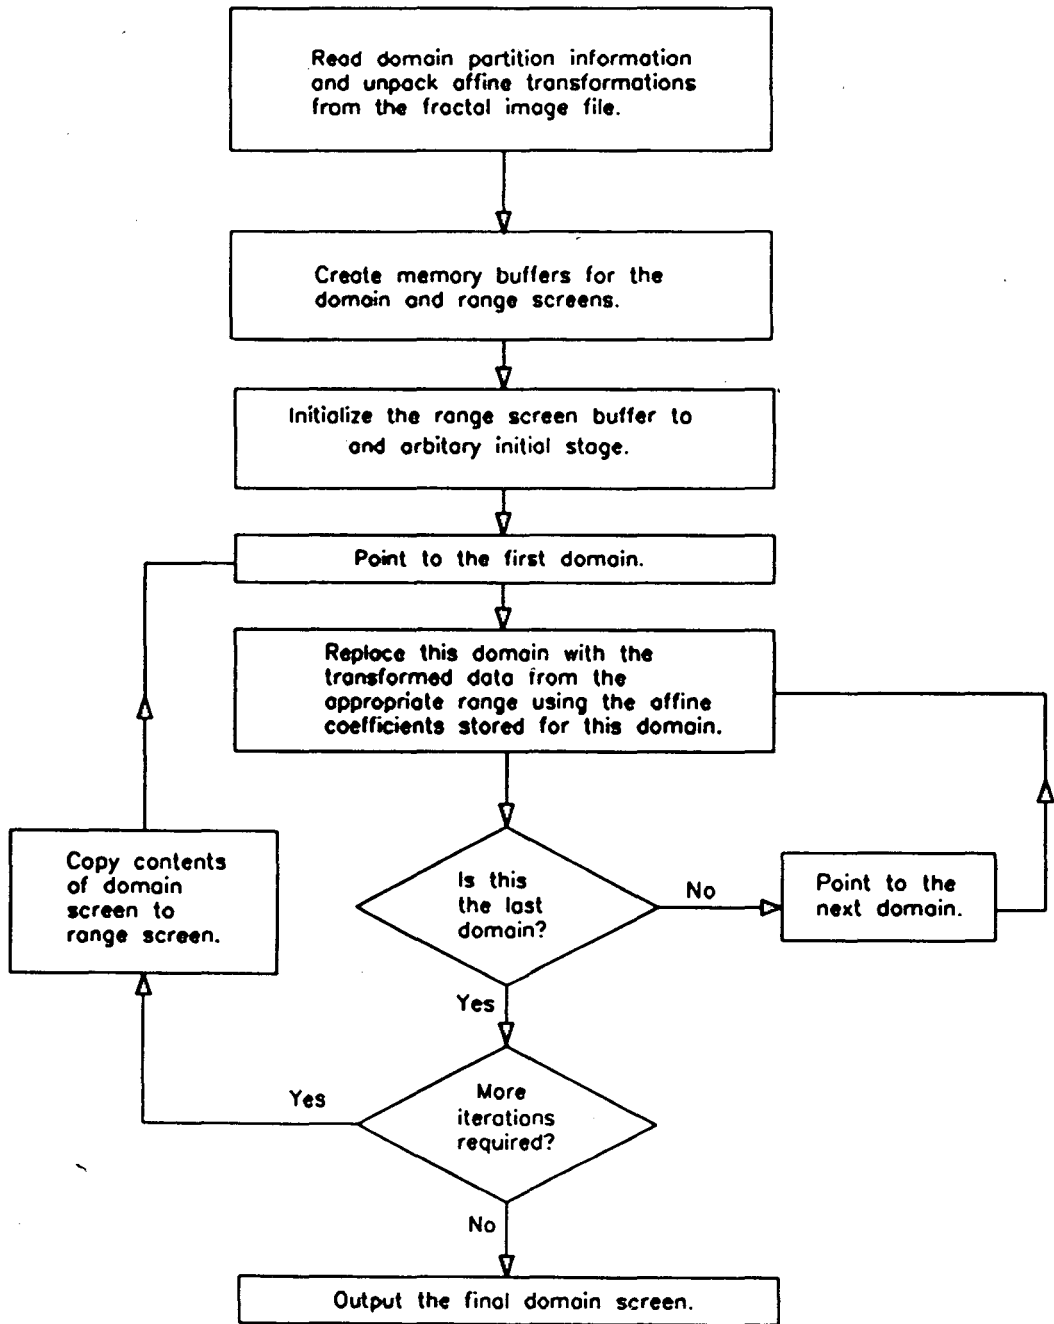 Read domain partition information
and unpack affine transformations
from the fractal image file.
Create memory buffers for the
domain and range screens.
Initialize the range screen buffer to
and arbitary initial stage.
Point to the first domain.
Replace this domain with the
transformed data from the
appropriate range using the affine
coefficients stored for this domain.
Copy contents
of domain
screen to
range screen.
Is this
the last
domain?
No
Point to the
next domain.
Yes
More
iterations
required?
Yes
No
Output the final domain screen.